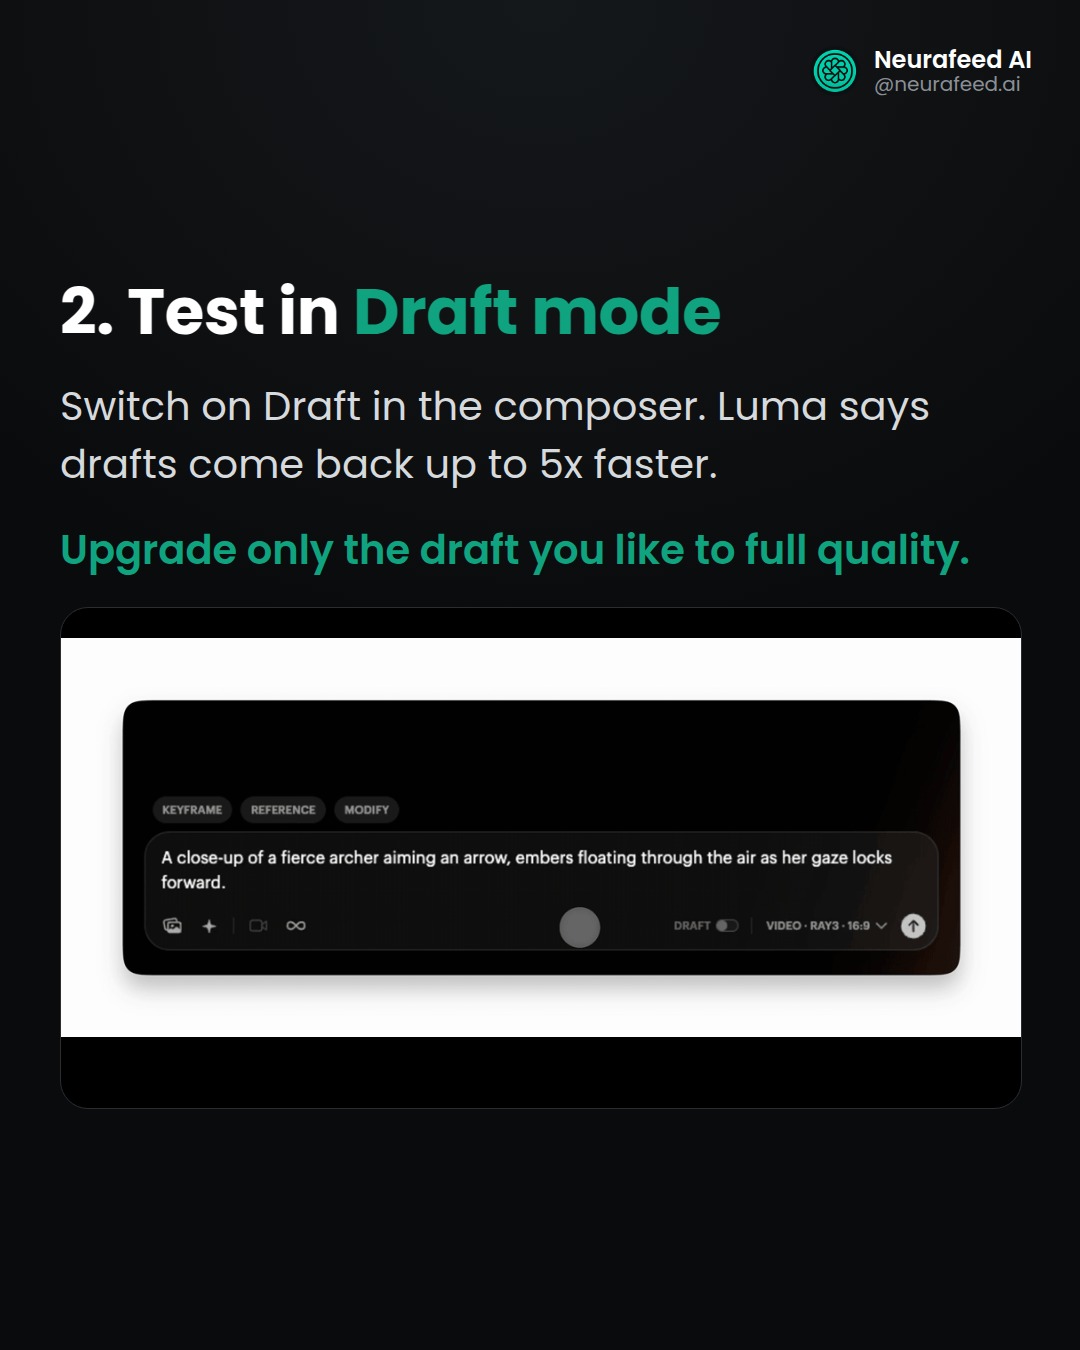 Neurafeed AI
@neurafeed.ai
2. Test in Draft mode
Switch on Draft in the composer. Luma says
drafts come back up to 5x faster.
Upgrade only the draft you like to full quality.
KEYFRAME REFERENCE MODIFY
A close-up of a fierce archer aiming an arrow, embers floating through the air as her gaze locks
forward.
DRAFT VIDEO · RAY3 · 16:9